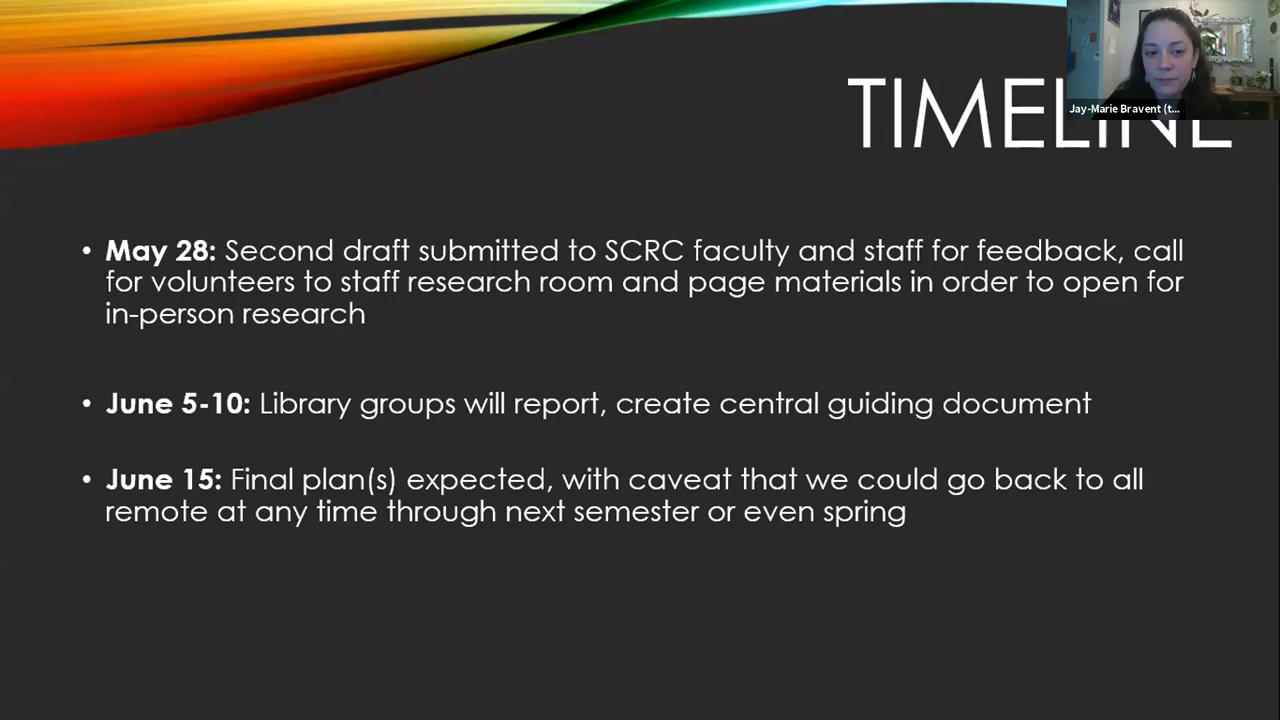 TIMELINE
Jay-Marie Bravent (t...
• May 28: Second draft submitted to SCRC faculty and staff for feedback, call
for volunteers to staff research room and page materials in order to open for
in-person research
• June 5-10: Library groups will report, create central guiding document
• June 15: Final plan(s) expected, with caveat that we could go back to all
remote at any time through next semester or even spring